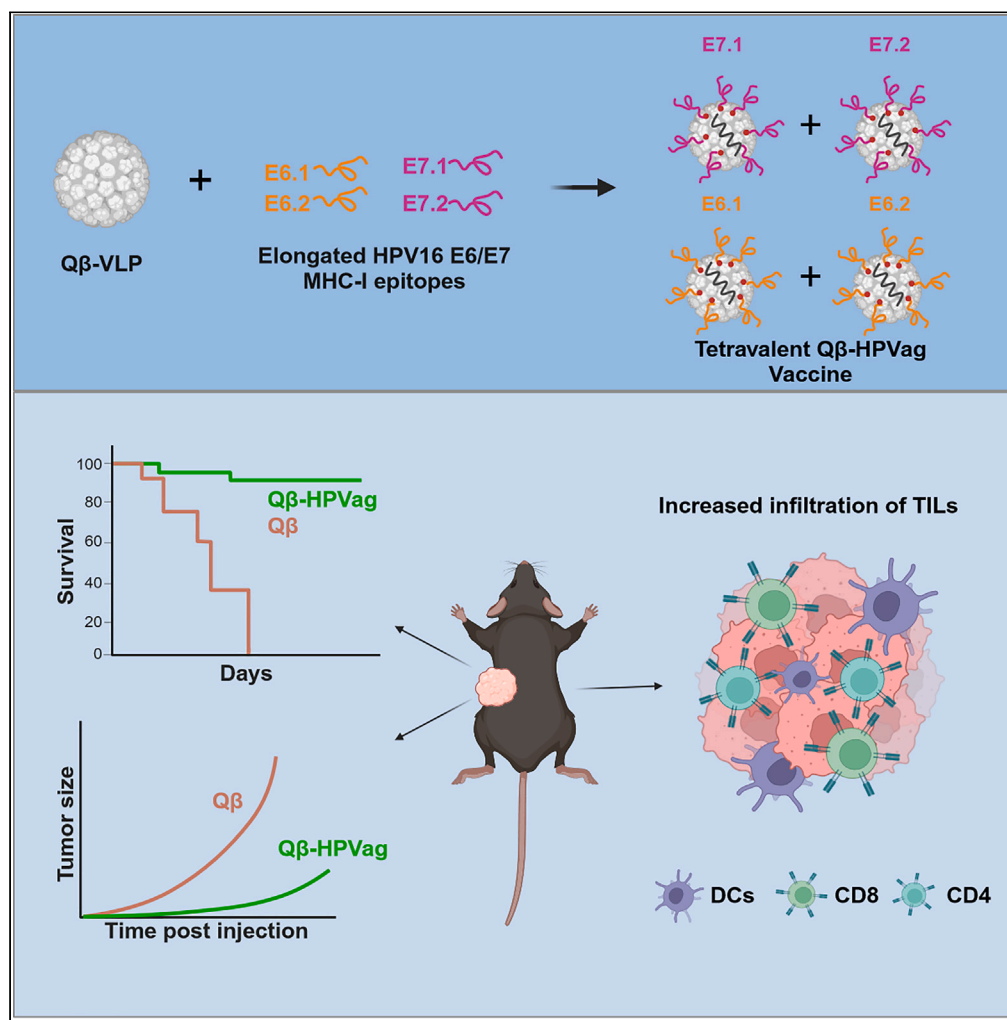 E7.1
E7.2
E6.1
E7.1
+
+
E6.2
E7.2
E6.1
E6.2
Qβ-VLP
Elongated HPV16 E6/E7
MHC-I epitopes
+
+
Tetravalent Qβ-HPVag
Vaccine
100
80
60
40
20
0
Survival
Days
Qβ-HPVag
Qβ
Increased infiltration of TILs
Tumor size
Time post injection
Qβ
Qβ-HPVag
DCs
CD8
CD4